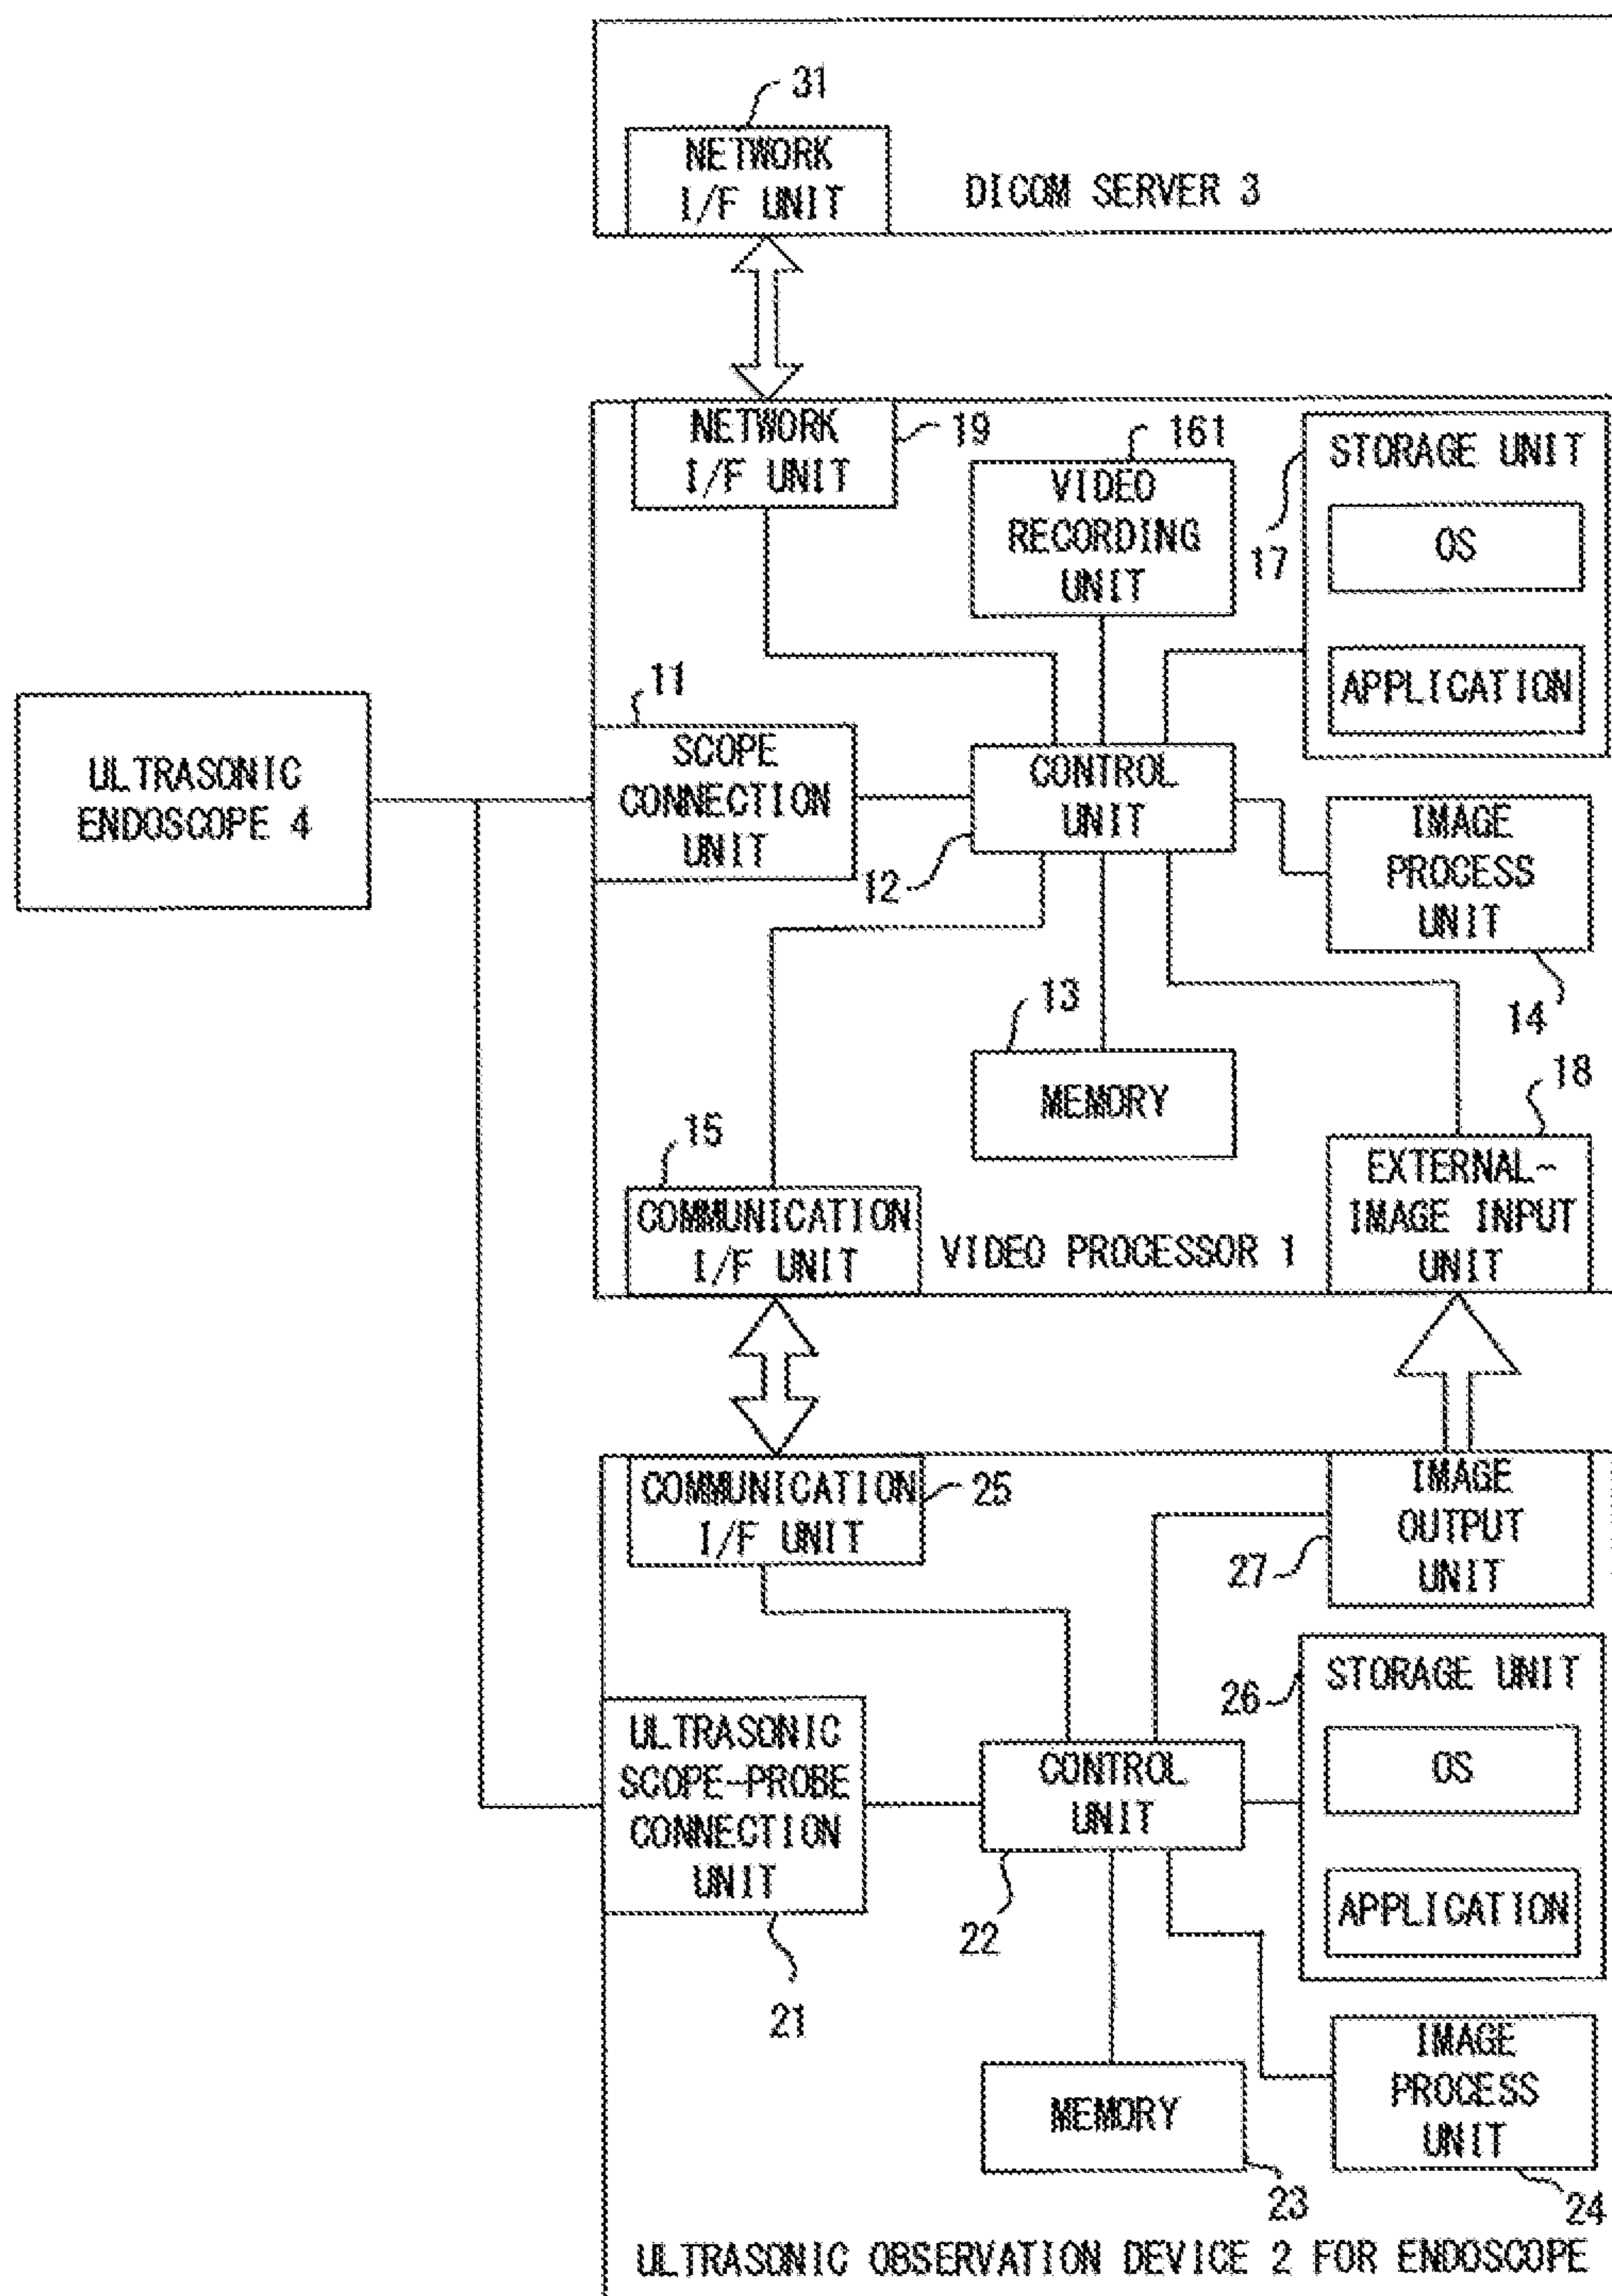 31
NETWORK
I/F UNIT
DICOM SERVER 3
NETWORK
I/F UNIT
19
161
VIDEO
RECORDING
UNIT
STORAGE UNIT
17
OS
APPLICATION
11
SCOPE
CONNECTION
UNIT
ULTRASONIC
ENDOSCOPE 4
CONTROL
UNIT
12
IMAGE
PROCESS
UNIT
14
13
MEMORY
18
EXTERNAL-
IMAGE INPUT
UNIT
15
COMMUNICATION
I/F UNIT
VIDEO PROCESSOR 1
COMMUNICATION
I/F UNIT
25
IMAGE
OUTPUT
UNIT
27
STORAGE UNIT
26
OS
APPLICATION
ULTRASONIC
SCOPE-PROBE
CONNECTION
UNIT
21
CONTROL
UNIT
22
MEMORY
23
IMAGE
PROCESS
UNIT
24
ULTRASONIC OBSERVATION DEVICE 2 FOR ENDOSCOPE